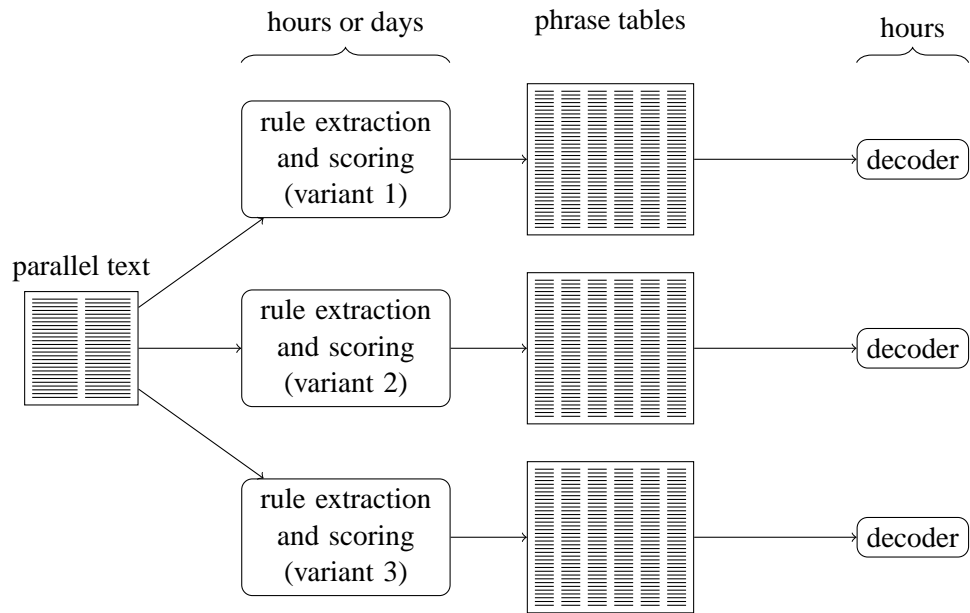 hours or days
phrase tables
hours
rule extraction
and scoring
(variant 1)
decoder
parallel text
rule extraction
and scoring
(variant 2)
decoder
rule extraction
and scoring
(variant 3)
decoder